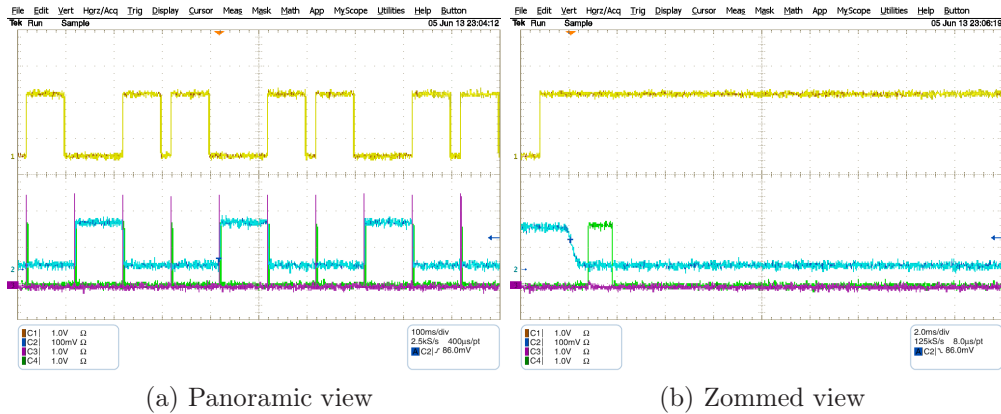 File Edit Vert Horz/Acq Trig Display Cursor Meas Mask Math App MyScope Utilities Help Button
Tek Run Sample 05 Jun 13 23:04:12
1
2
C1 1.0V Ω
C2 100mV Ω
C3 1.0V Ω
C4 1.0V Ω
100ms/div
2.5kS/s 400µs/pt
A C2 86.0mV
(a) Panoramic view
File Edit Vert Horz/Acq Trig Display Cursor Meas Mask Math App MyScope Utilities Help Button
Tek Run Sample 05 Jun 13 23:06:19
1
2
C1 1.0V Ω
C2 100mV Ω
C3 1.0V Ω
C4 1.0V Ω
2.0ms/div
125kS/s 8.0µs/pt
A C2 86.0mV
(b) Zommed view